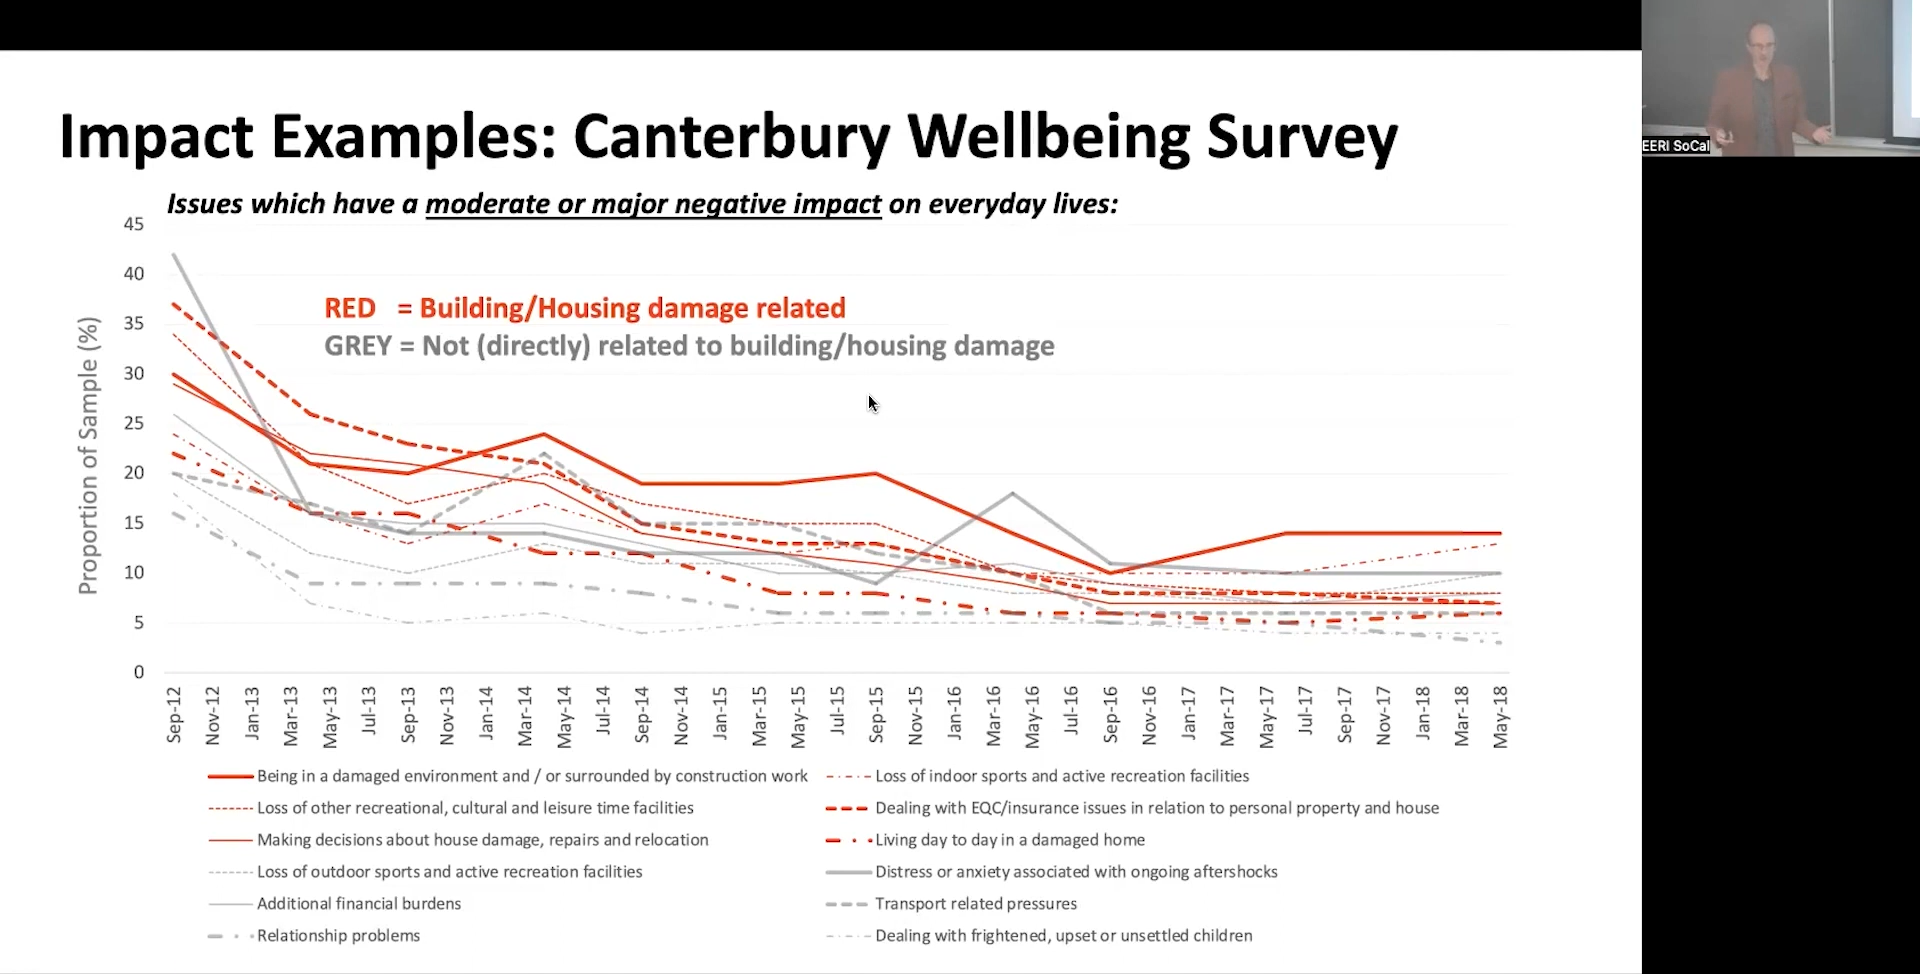 Impact Examples: Canterbury Wellbeing Survey
EERI SoCal
Issues which have a moderate or major negative impact on everyday lives:
RED = Building/Housing damage related
GREY = Not (directly) related to building/housing damage
Proportion of Sample (%)
45
40
35
30
25
20
15
10
5
0
Sep-12 Nov-12 Jan-13 Mar-13 May-13 Jul-13 Sep-13 Nov-13 Jan-14 Mar-14 May-14 Jul-14 Sep-14 Nov-14 Jan-15 Mar-15 May-15 Jul-15 Sep-15 Nov-15 Jan-16 Mar-16 May-16 Jul-16 Sep-16 Nov-16 Jan-17 Mar-17 May-17 Jul-17 Sep-17 Nov-17 Jan-18 Mar-18 May-18
Being in a damaged environment and / or surrounded by construction work
Loss of indoor sports and active recreation facilities
Loss of other recreational, cultural and leisure time facilities
Dealing with EQC/insurance issues in relation to personal property and house
Making decisions about house damage, repairs and relocation
Living day to day in a damaged home
Loss of outdoor sports and active recreation facilities
Distress or anxiety associated with ongoing aftershocks
Additional financial burdens
Transport related pressures
Relationship problems
Dealing with frightened, upset or unsettled children